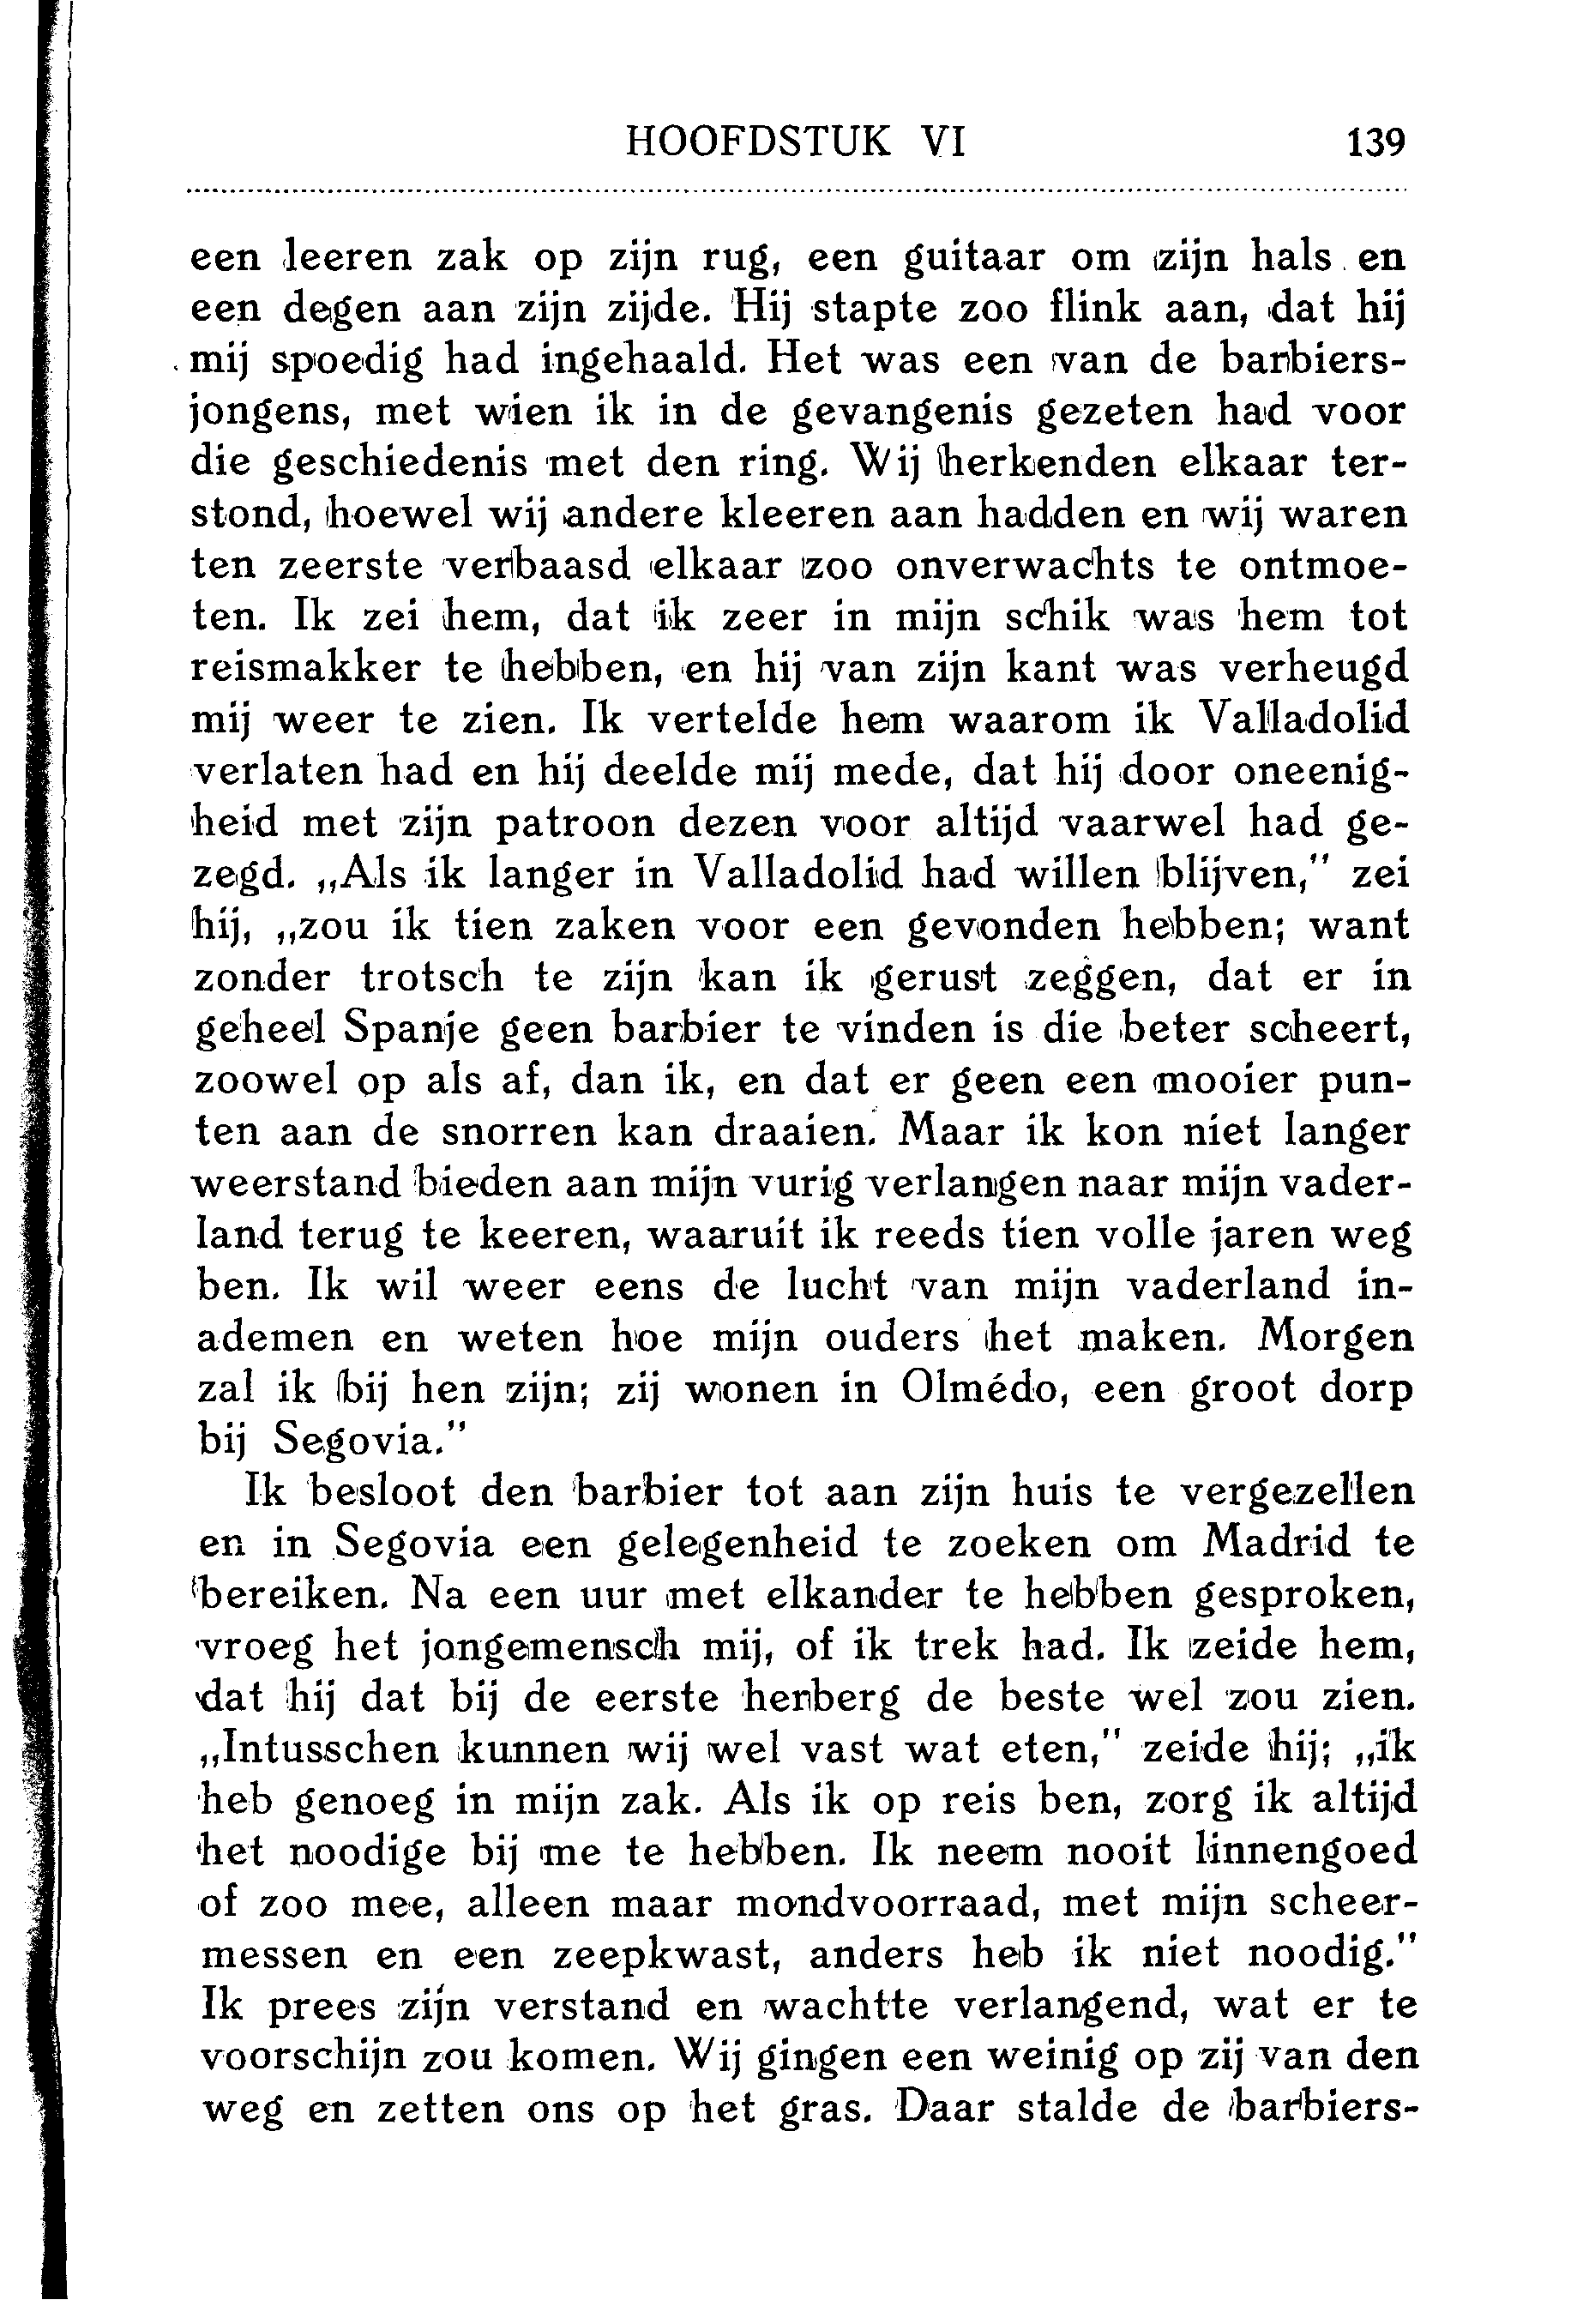 HOOFDSTUK VI 139
een leeren zak op zijn rug, een guitaar om zijn hals en
een degen aan zijn zijde. Hij stapte zoo flink aan, dat hij
mij spoedig had ingehaald. Het was een van de barbiers-
jongens, met wien ik in de gevangenis gezeten had voor
die geschiedenis met den ring. Wij herkenden elkaar ter-
stond, hoewel wij andere kleeren aan hadden en wij waren
ten zeerste verbaasd elkaar zoo onverwachts te ontmoe-
ten. Ik zei hem, dat ik zeer in mijn schik was hem tot
reismakker te hebben, en hij van zijn kant was verheugd
mij weer te zien. Ik vertelde hem waarom ik Valladolid
verlaten had en hij deelde mij mede, dat hij door oneenig-
heid met zijn patroon dezen voor altijd vaarwel had ge-
zegd. „Als ik langer in Valladolid had willen blijven,” zei
hij, „zou ik tien zaken voor een gevonden hebben; want
zonder trotsch te zijn kan ik gerust zeggen, dat er in
geheel Spanje geen barbier te vinden is die beter scheert,
zoowel op als af, dan ik, en dat er geen een mooier pun-
ten aan de snorren kan draaien. Maar ik kon niet langer
weerstand bieden aan mijn vurig verlangen naar mijn vader-
land terug te keeren, waaruit ik reeds tien volle jaren weg
ben. Ik wil weer eens de lucht van mijn vaderland in-
ademen en weten hoe mijn ouders het maken. Morgen
zal ik bij hen zijn; zij wonen in Olmédo, een groot dorp
bij Segovia.”
Ik besloot den barbier tot aan zijn huis te vergezellen
en in Segovia een gelegenheid te zoeken om Madrid te
bereiken. Na een uur met elkander te hebben gesproken,
vroeg het jongemensch mij, of ik trek had. Ik zeide hem,
dat hij dat bij de eerste herberg de beste wel zou zien.
„Intusschen kunnen wij wel vast wat eten,” zeide hij; „ik
heb genoeg in mijn zak. Als ik op reis ben, zorg ik altijd
het noodige bij me te hebben. Ik neem nooit linnengoed
of zoo mee, alleen maar mondvoorraad, met mijn scheer-
messen en een zeepkwast, anders heb ik niet noodig.”
Ik prees zijn verstand en wachtte verlangend, wat er te
voorschijn zou komen. Wij gingen een weinig op zij van den
weg en zetten ons op het gras. Daar stalde de barbiers-